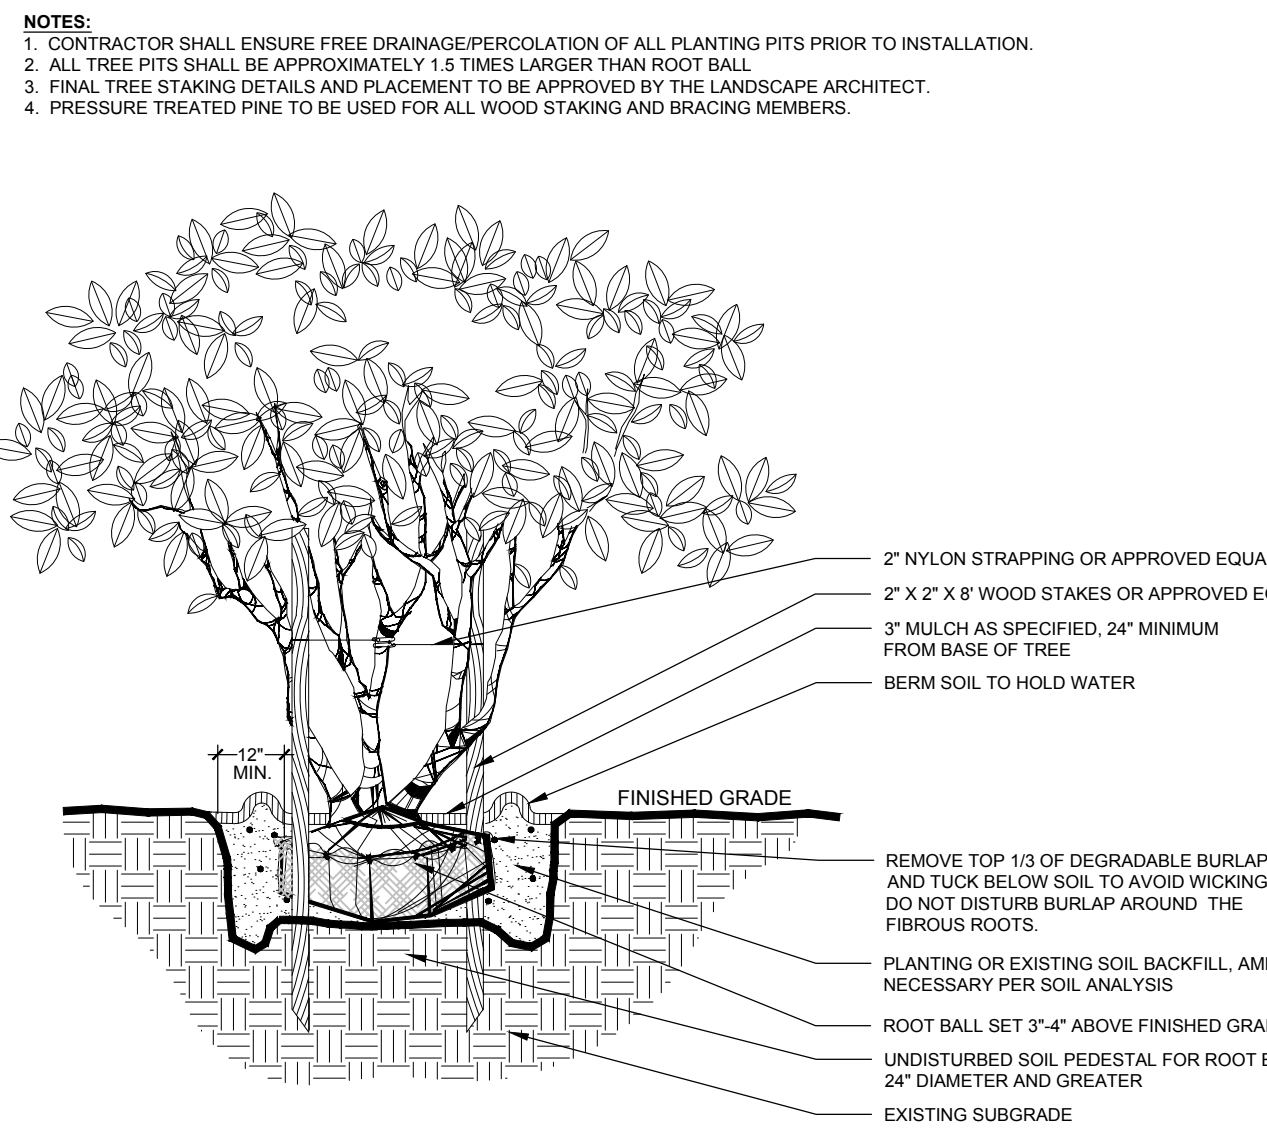 NOTES:
1. CONTRACTOR SHALL ENSURE FREE DRAINAGE/PERCOLATION OF ALL PLANTING PITS PRIOR TO INSTALLATION.
2. ALL TREE PITS SHALL BE APPROXIMATELY 1.5 TIMES LARGER THAN ROOT BALL
3. FINAL TREE STAKING DETAILS AND PLACEMENT TO BE APPROVED BY THE LANDSCAPE ARCHITECT.
4. PRESSURE TREATED PINE TO BE USED FOR ALL WOOD STAKING AND BRACING MEMBERS.
2" NYLON STRAPPING OR APPROVED
2" X 2" X 8' WOOD STAKES OR APPROVED
3" MULCH AS SPECIFIED, 24" MINIMUM
FROM BASE OF TREE
BERM SOIL TO HOLD WATER
12"
MIN.
FINISHED GRADE
REMOVE TOP 1/3 OF DEGRADABLE BURLAP
AND TUCK BELOW SOIL TO AVOID WICKING
DO NOT DISTURB BURLAP AROUND THE
FIBROUS ROOTS.
PLANTING OR EXISTING SOIL BACKFILL,
NECESSARY PER SOIL ANALYSIS
ROOT BALL SET 3"-4" ABOVE FINISHED
UNDISTURBED SOIL PEDESTAL FOR ROOT
24" DIAMETER AND GREATER
EXISTING SUBGRADE